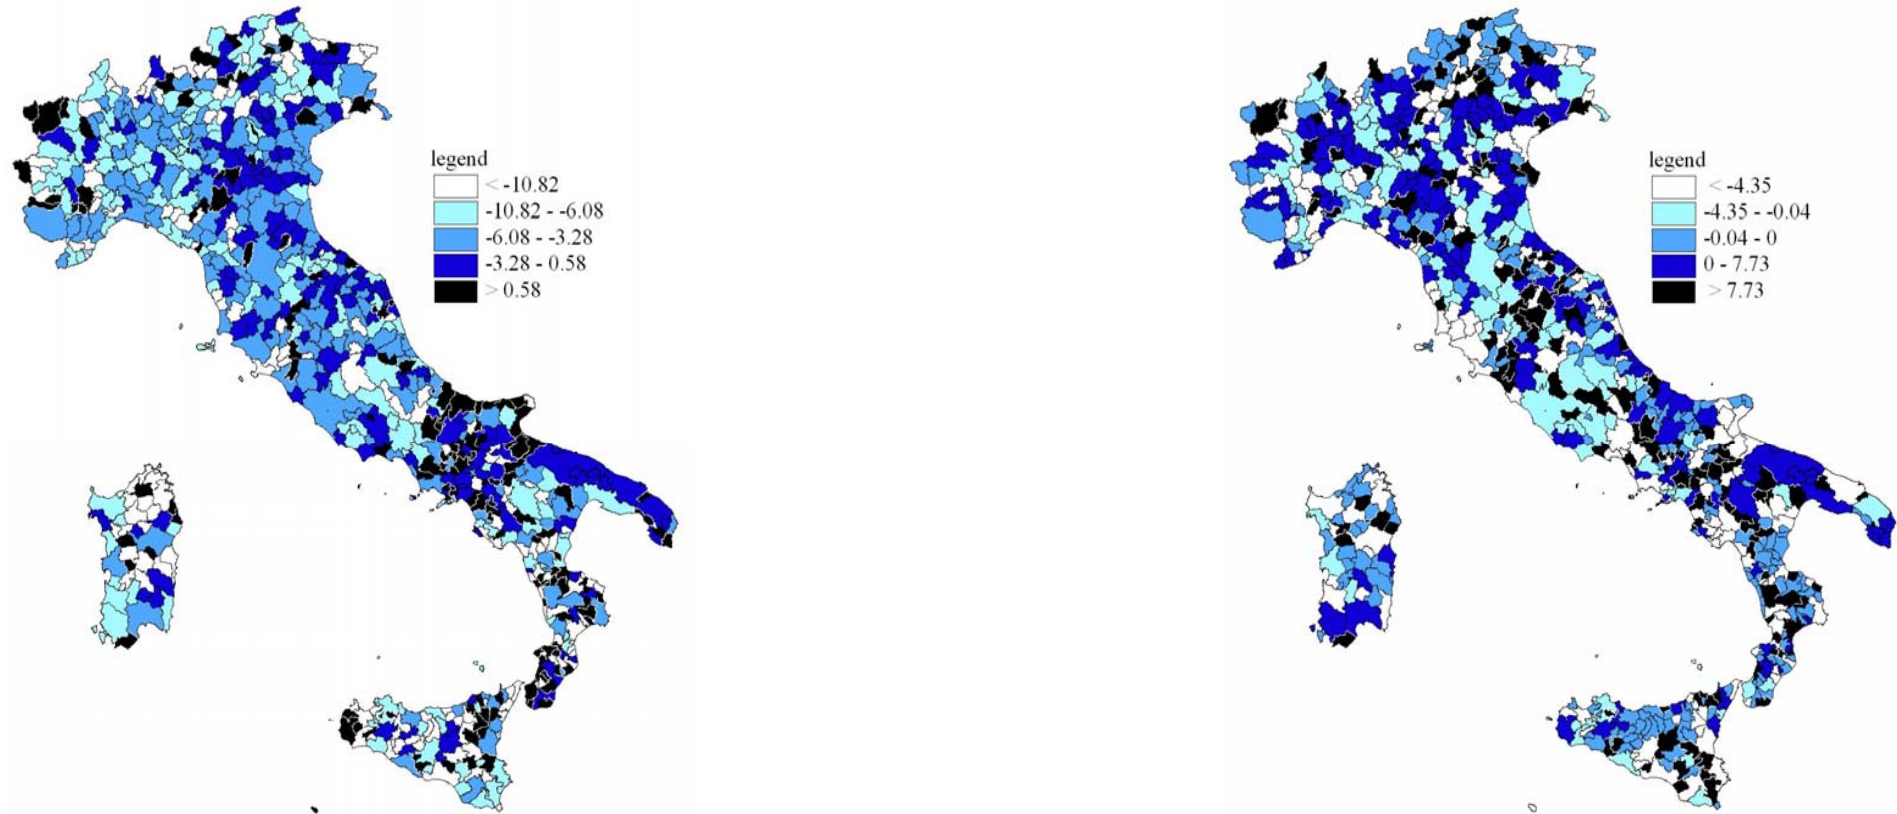 legend
< -10.82
-10.82 - -6.08
-6.08 - -3.28
-3.28 - 0.58
> 0.58
legend
< -4.35
-4.35 - -0.04
-0.04 - 0
0 - 7.73
> 7.73